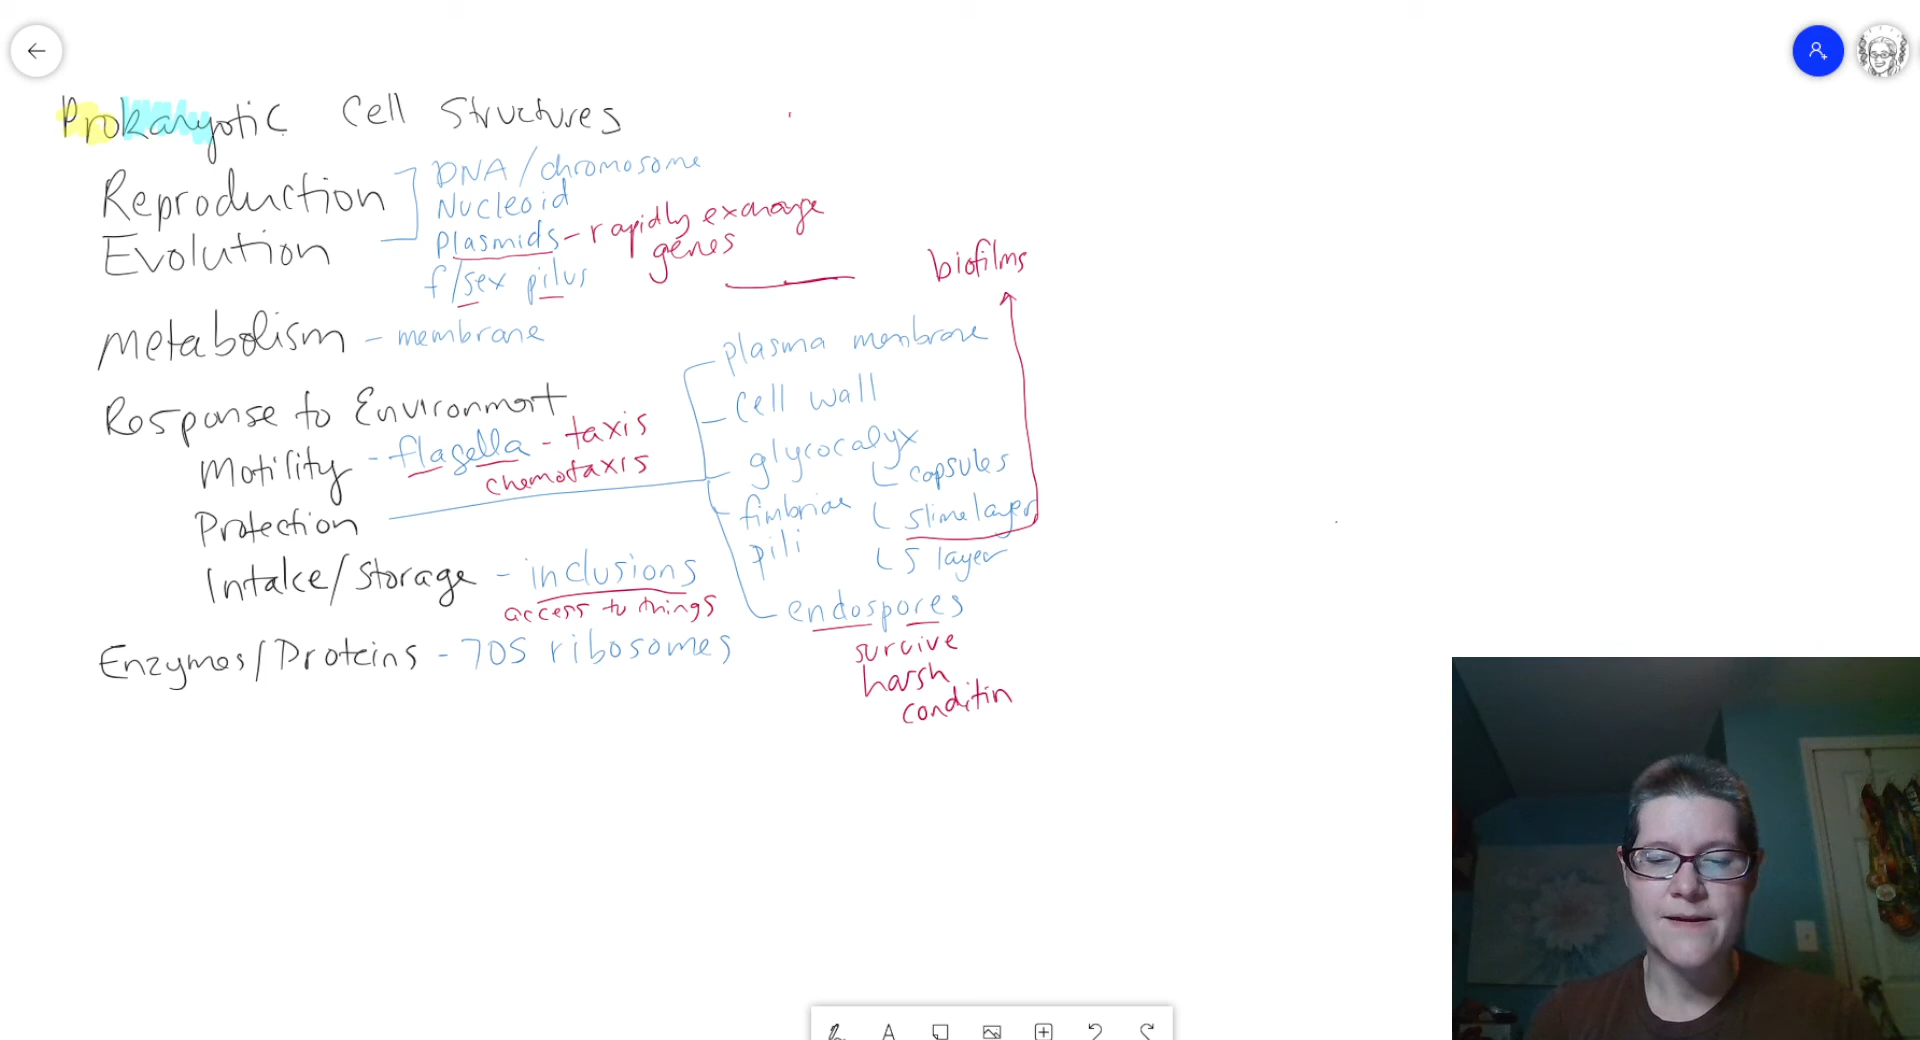 Prokaryotic Cell Structures
Reproduction
Evolution
DNA/chromosome
Nucleoid
Plasmids - rapidly exchange
genes
f/sex pilus
Metabolism - membrane
Response to Environment
Motility - flagella - taxis
chemotaxis
Protection
plasma membrane
Cell wall
glycocalyx
capsules
slime layer
S layer
biofilms
fimbriae
pili
endospores
survive
harsh
conditin
Intake/Storage - inclusions
access to things
Enzymes/Proteins - 70S ribosomes
A